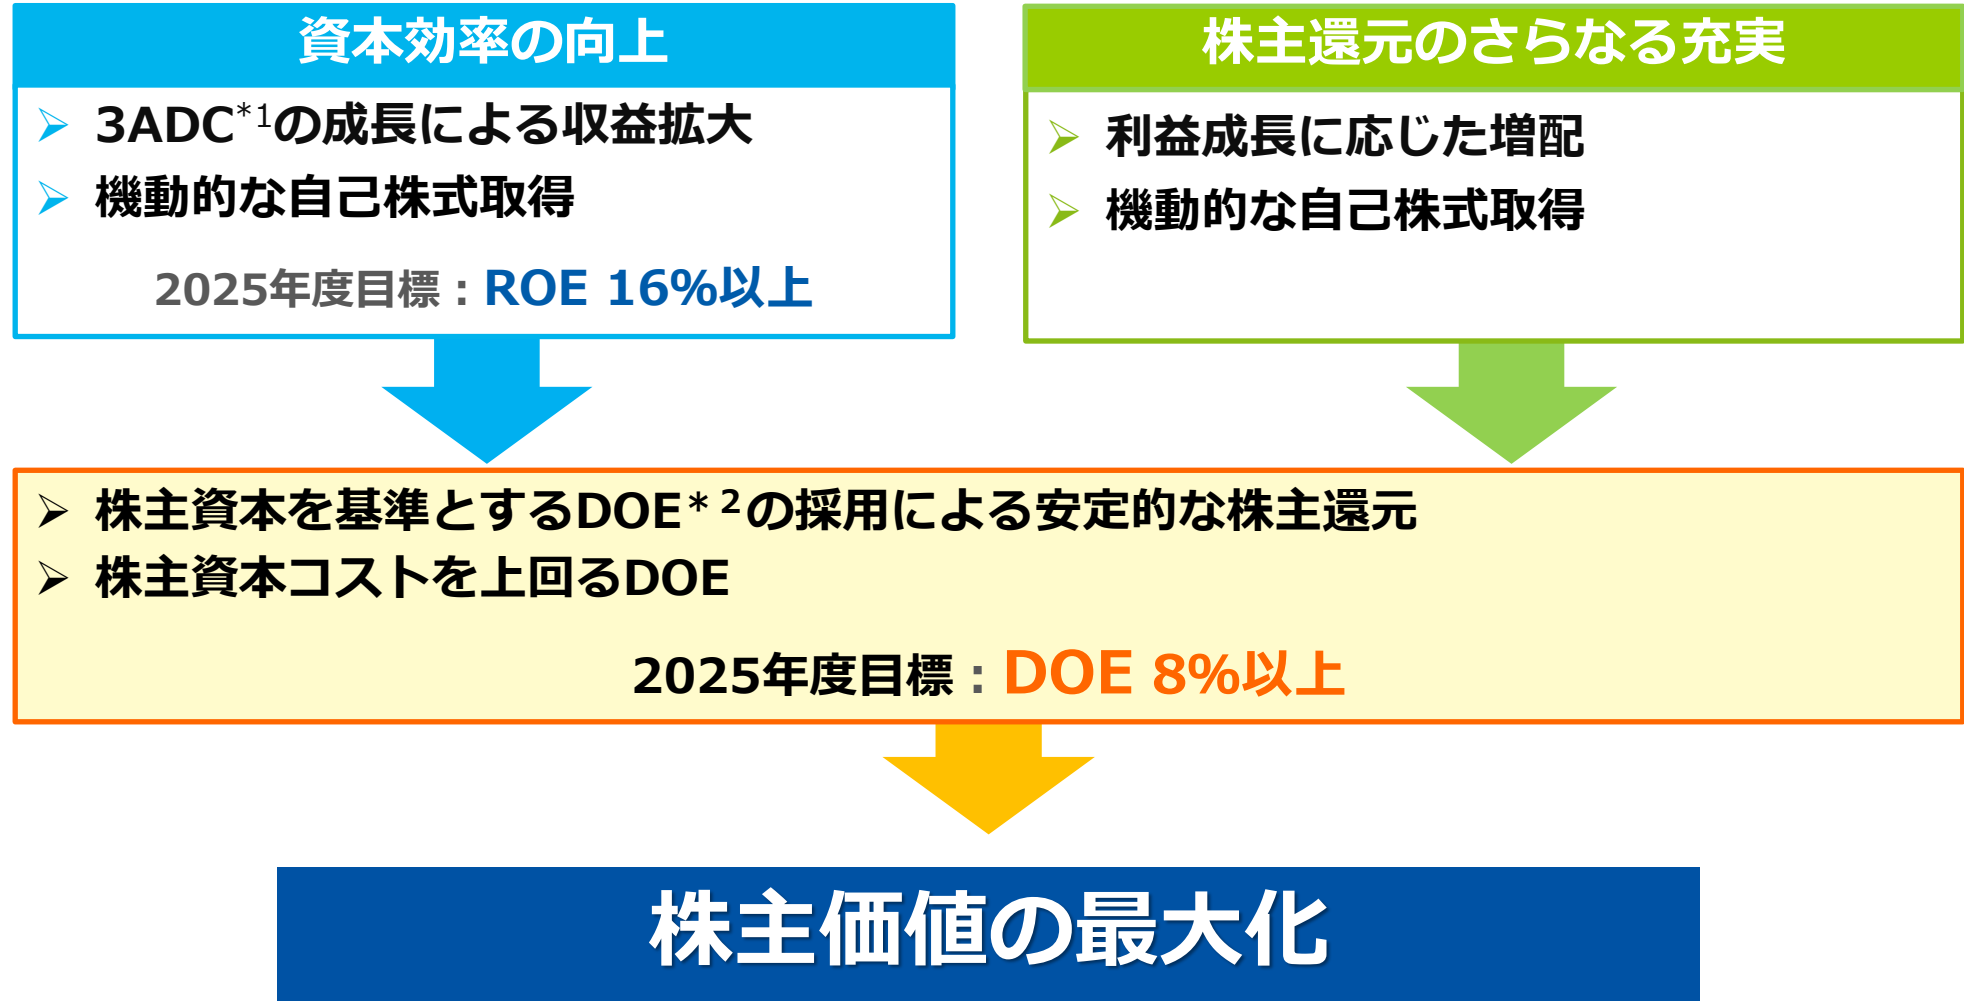 資本効率の向上
➢ 3ADC*1の成長による収益拡大
➢ 機動的な自己株式取得
2025年度目標：ROE 16%以上
株主還元のさらなる充実
➢ 利益成長に応じた増配
➢ 機動的な自己株式取得
➢ 株主資本を基準とするDOE*2の採用による安定的な株主還元
➢ 株主資本コストを上回るDOE
2025年度目標：DOE 8%以上
株主価値の最大化